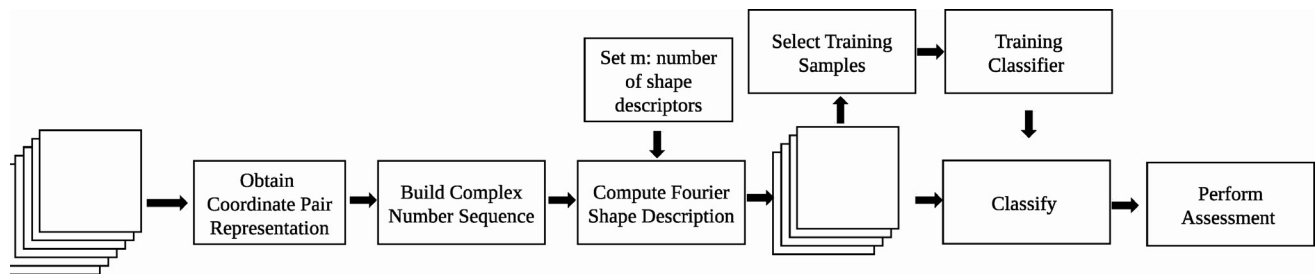 Obtain
Coordinate Pair
Representation
Build Complex
Number Sequence
Set m: number
of shape
descriptors
Compute Fourier
Shape Description
Select Training
Samples
Training
Classifier
Classify
Perform
Assessment